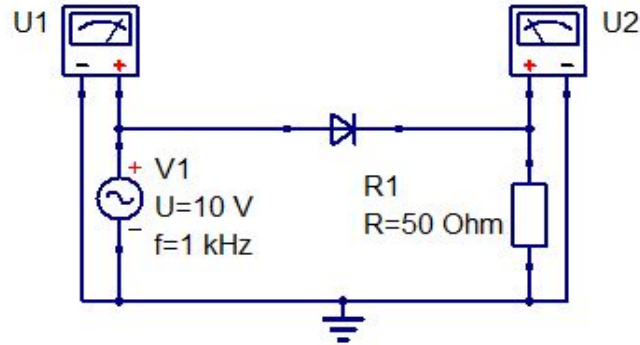 U1
U2
- +
+ -
+ V1
U=10 V
-
f=1 kHz
R1
R=50 Ohm